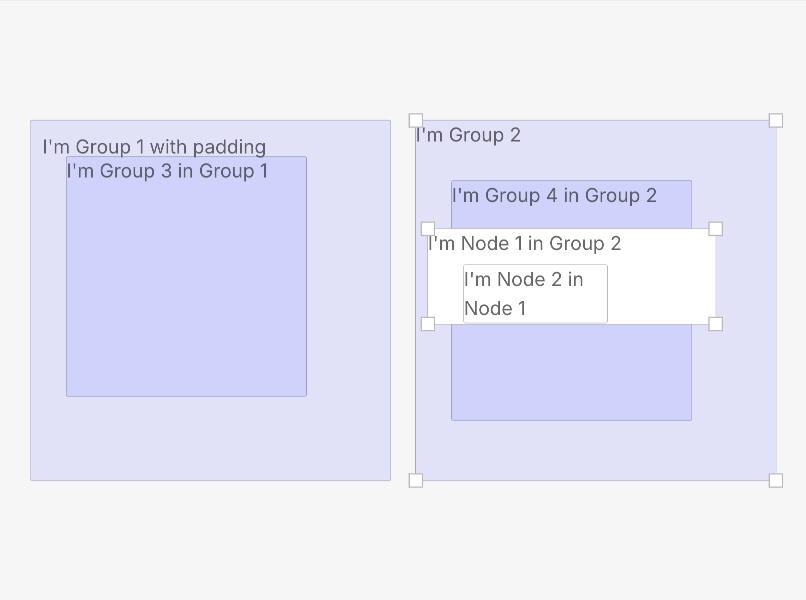 I'm Group 1 with padding
I'm Group 3 in Group 1
I'm Group 2
I'm Group 4 in Group 2
I'm Node 1 in Group 2
I'm Node 2 in
Node 1